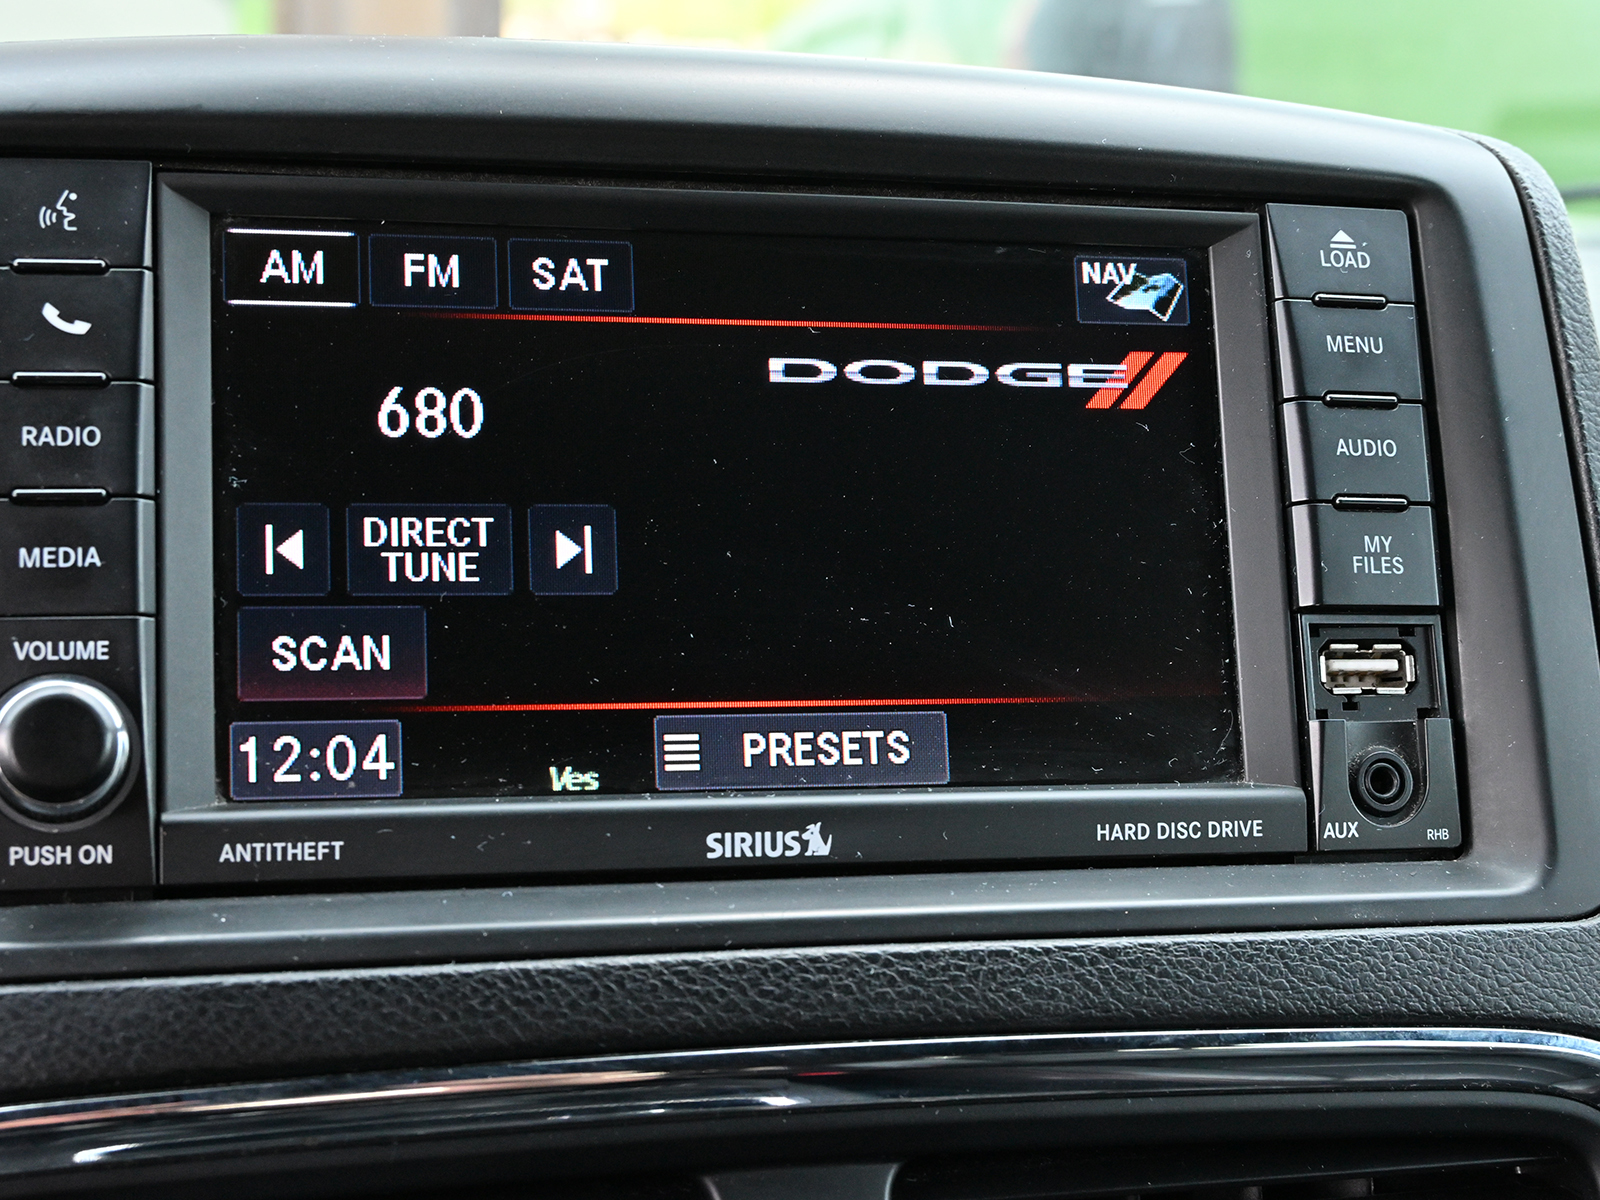 AM FM SAT NAV
DODGE
680
DIRECT
TUNE
SCAN
12:04
Ves
PRESETS
RADIO
MEDIA
VOLUME
PUSH ON
ANTITHEFT
SIRIUS
HARD DISC DRIVE
LOAD
MENU
AUDIO
MY
FILES
AUX
RHB